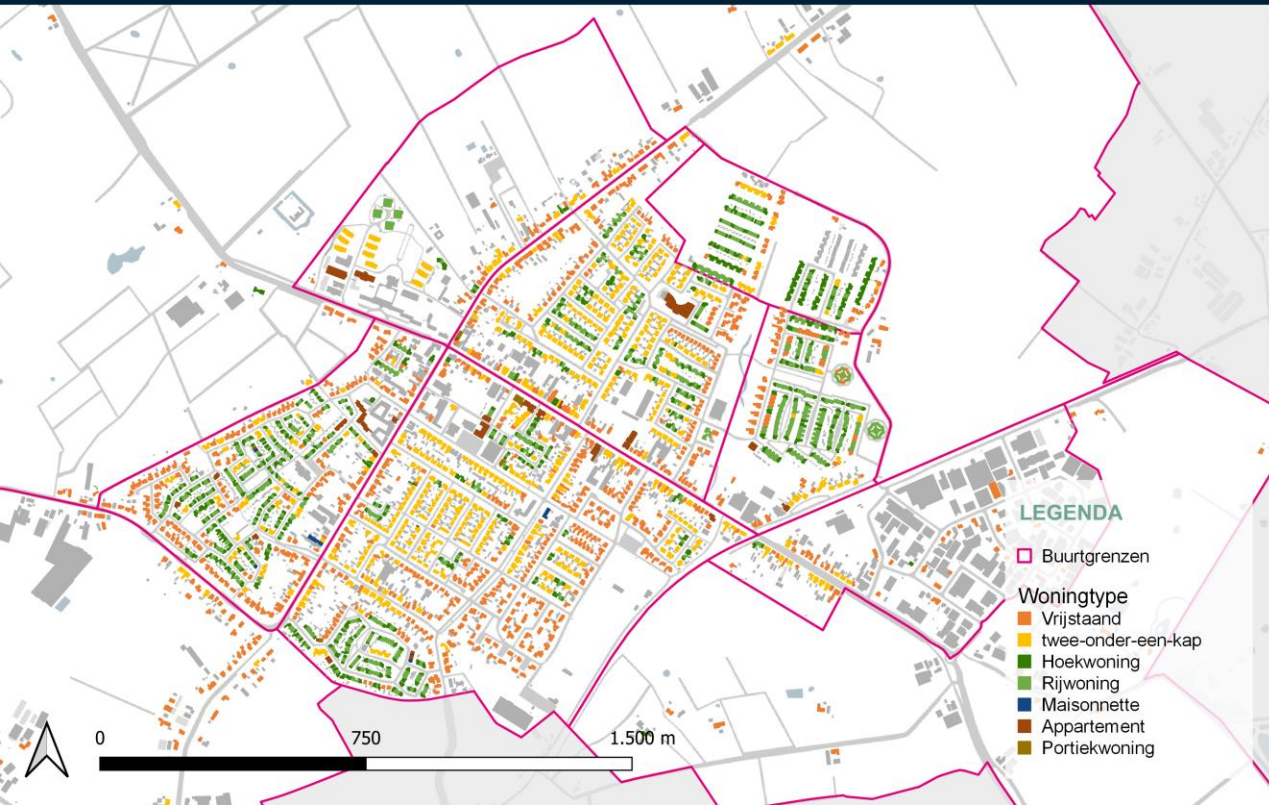 LEGENDA
Buurtgrenzen
Woningtype
Vrijstaand
twee-onder-een-kap
Hoekwoning
Rijwoning
Maisonnette
Appartement
Portiekwoning
0 750 1.500 m